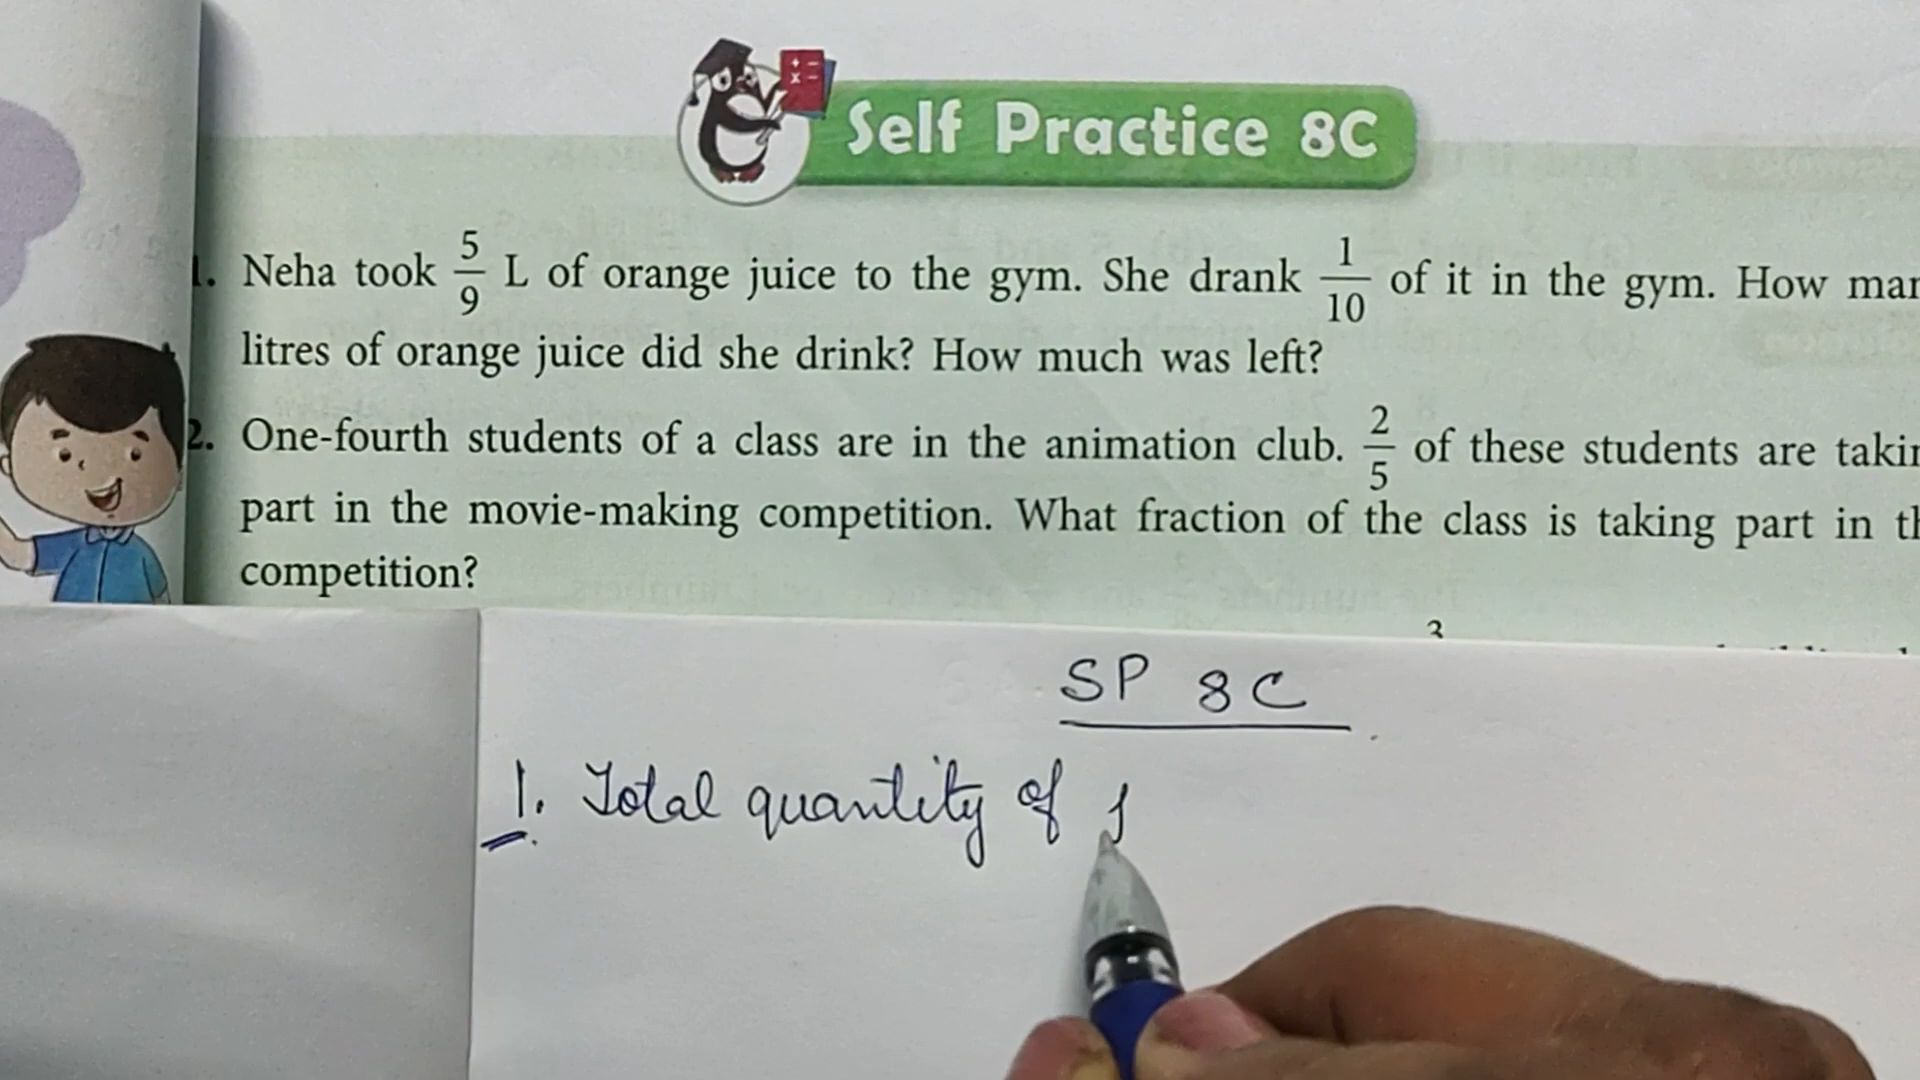 Self Practice 8C
1. Neha took 5/9 L of orange juice to the gym. She drank 1/10 of it in the gym. How
litres of orange juice did she drink? How much was left?
2. One-fourth students of a class are in the animation club. 2/5 of these students are
part in the movie-making competition. What fraction of the class is taking part in
competition?
3
SP 8C
1. Total quantity of